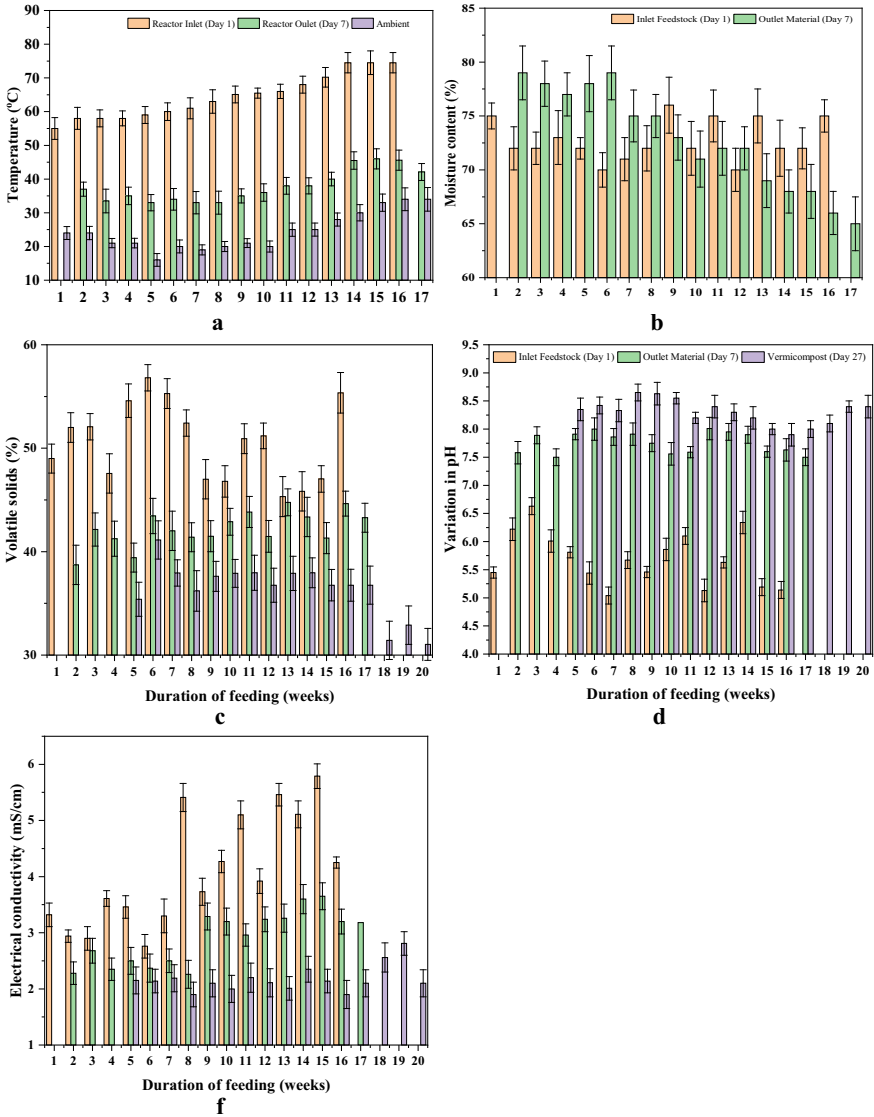 Reactor Inlet (Day 1) Reactor Oulet (Day 7) Ambient
Temperature (ºC)
90
80
70
60
50
40
30
20
10
1 2 3 4 5 6 7 8 9 10 11 12 13 14 15 16 17
a
Inlet Feedstock (Day 1) Outlet Material (Day 7)
Moisture content (%)
85
80
75
70
65
60
1 2 3 4 5 6 7 8 9 10 11 12 13 14 15 16 17
b
Volatile solids (%)
60
50
40
30
1 2 3 4 5 6 7 8 9 10 11 12 13 14 15 16 17 18 19 20
Duration of feeding (weeks)
c
Inlet Feedstock (Day 1) Outlet Material (Day 7) Vermicompost (Day 27)
Variation in pH
9.5
9.0
8.5
8.0
7.5
7.0
6.5
6.0
5.5
5.0
4.5
4.0
1 2 3 4 5 6 7 8 9 10 11 12 13 14 15 16 17 18 19 20
Duration of feeding (weeks)
d
Electrical conductivity (mS/cm)
6
5
4
3
2
1
1 2 3 4 5 6 7 8 9 10 11 12 13 14 15 16 17 18 19 20
Duration of feeding (weeks)
f